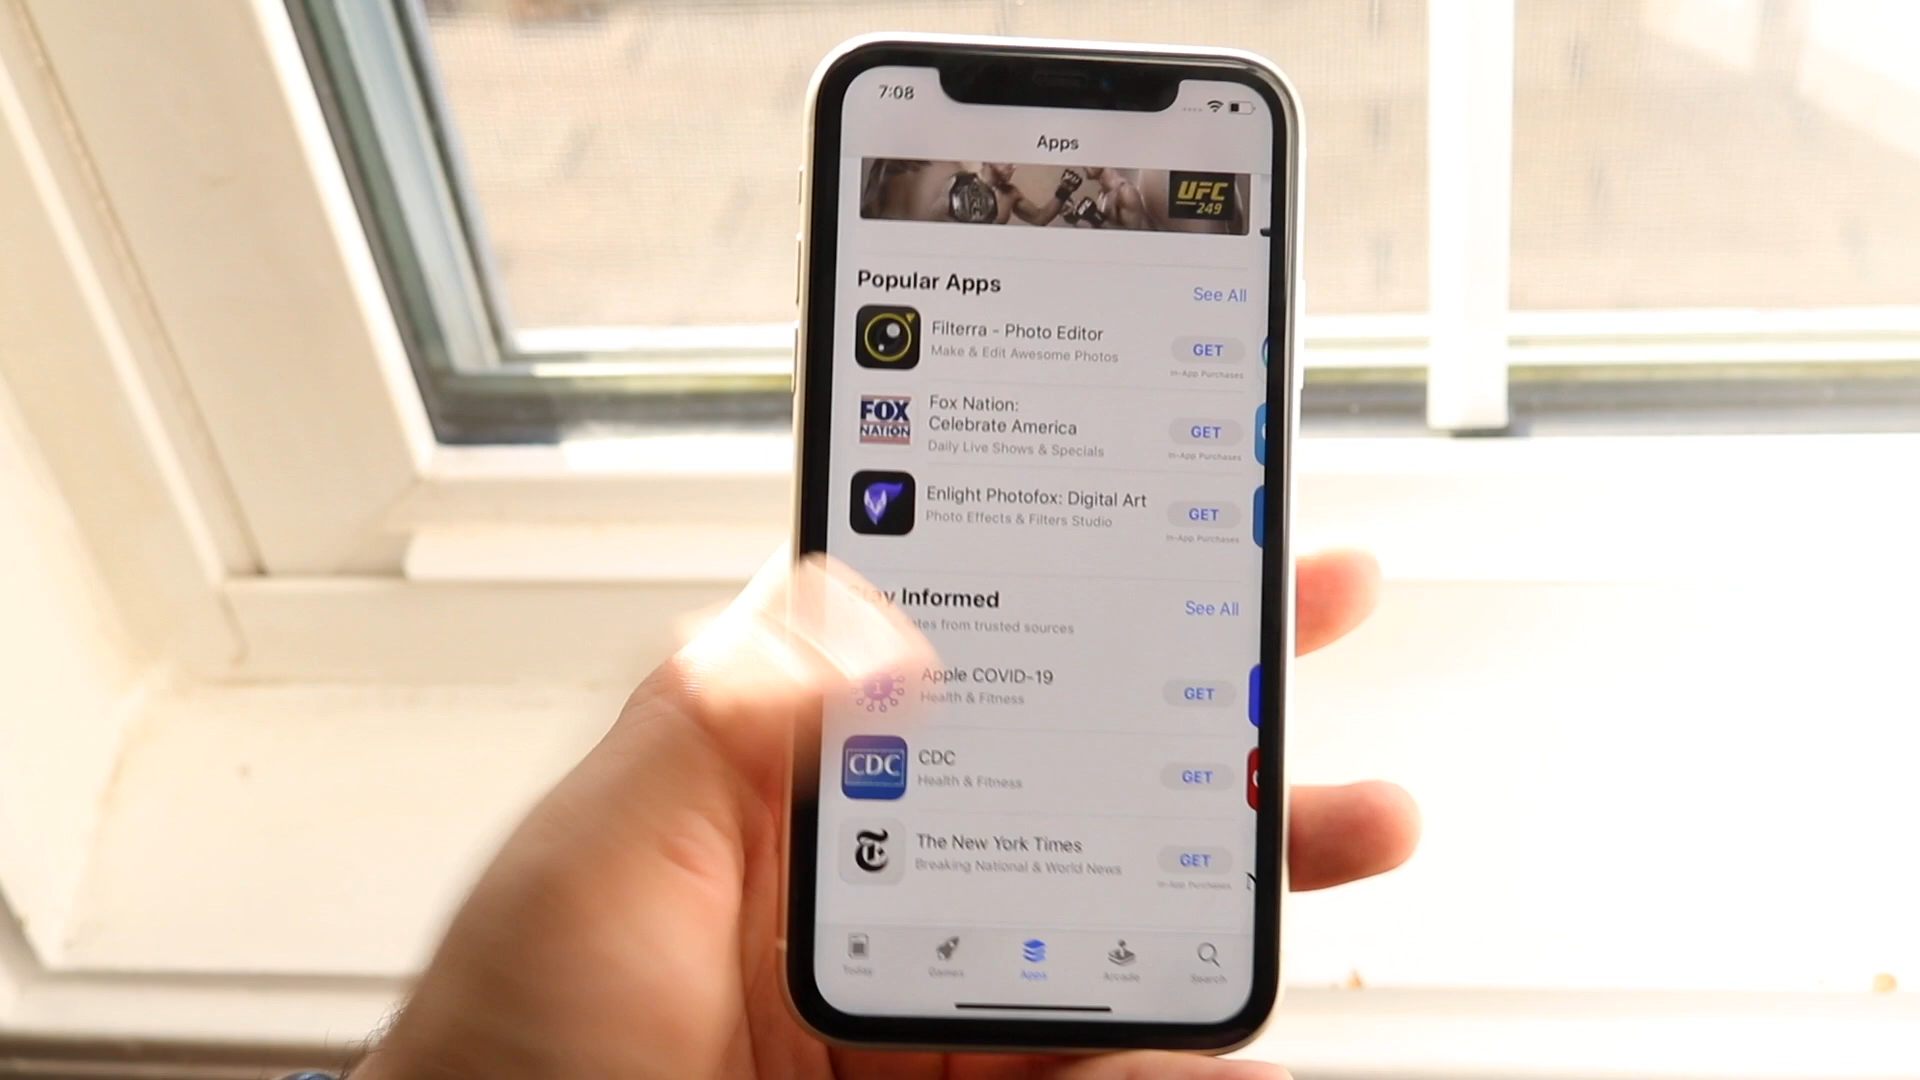 7:08
Apps
UFC
249
Popular Apps
See All
Filterra - Photo Editor
Make & Edit Awesome Photos
GET
In-App Purchases
FOX
NATION
Fox Nation:
Celebrate America
Daily Live Shows & Specials
GET
In-App Purchases
Enlight Photofox: Digital Art
Photo Effects & Filters Studio
GET
In-App Purchases
Stay Informed
See All
from trusted sources
Apple COVID-19
Health & Fitness
GET
CDC
CDC
Health & Fitness
GET
The New York Times
Breaking National & World News
GET
In-App Purchases
Today
Games
Apps
Arcade
Search